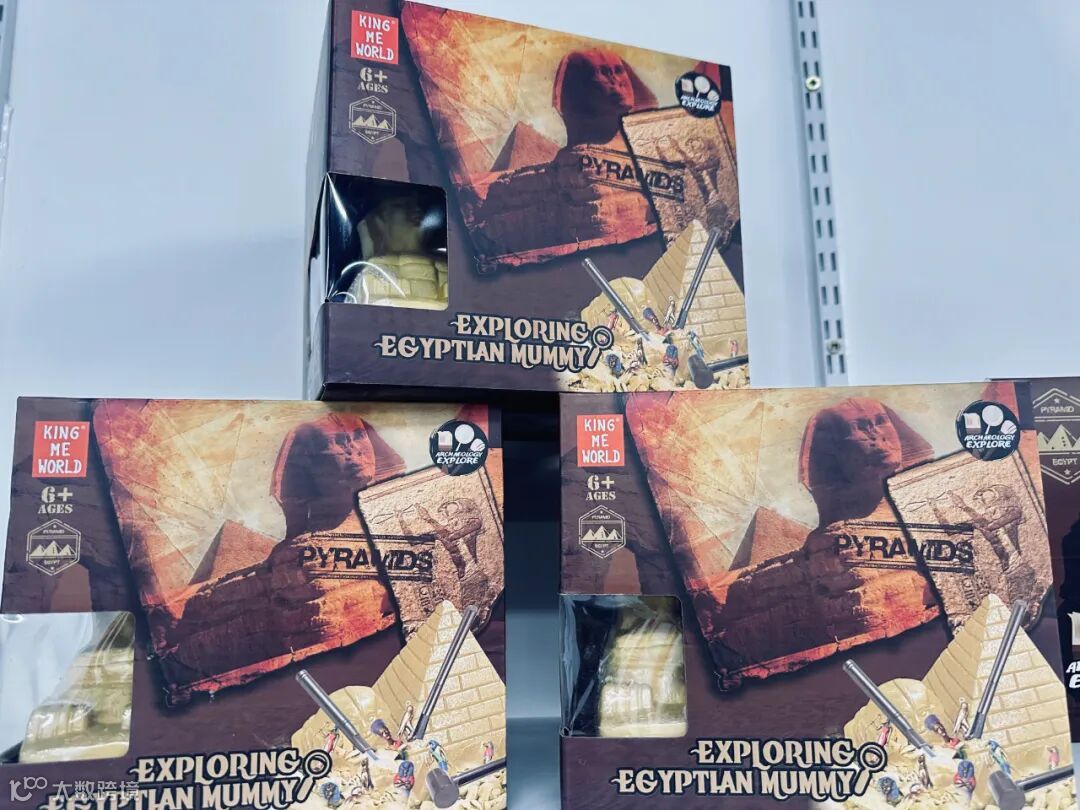 KING
ME
WORLD
6+
AGES
PYRAMID
EGYPT
ARCHAEOLOGY
EXPLORE
PYRAMIDS
EXPLORING
EGYPTIAN MUMMY
KING
ME
WORLD
6+
AGES
PYRAMID
EGYPT
ARCHAEOLOGY
EXPLORE
PYRAMIDS
EXPLORING
EGYPTIAN MUMMY
KING
ME
WORLD
6+
AGES
PYRAMID
EGYPT
ARCHAEOLOGY
EXPLORE
PYRAMIDS
EXPLORING
EGYPTIAN MUMMY
PYRAMID
EGYPT
大数跨境